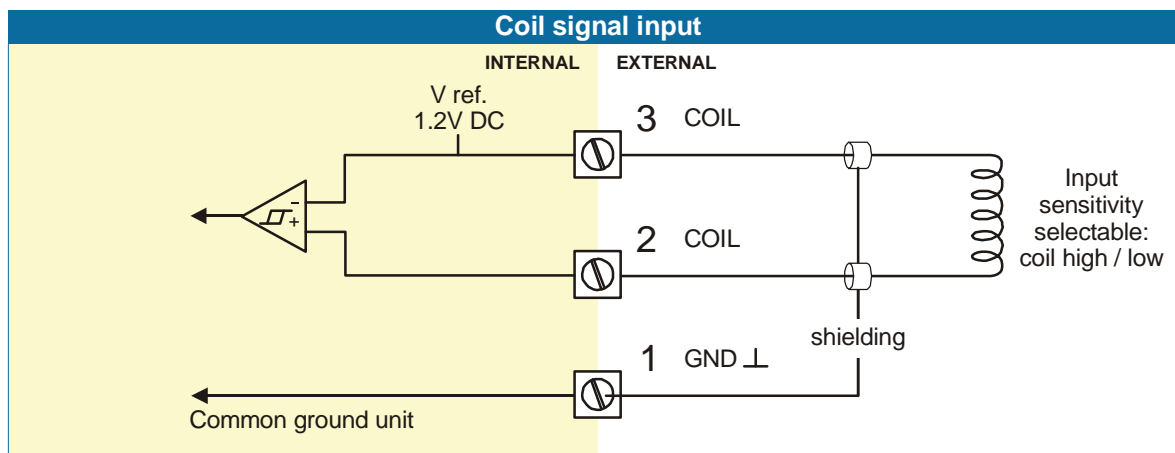 Coil signal input
INTERNAL
EXTERNAL
V ref.
1.2V DC
3 COIL
-
+
2 COIL
Input
sensitivity
selectable:
coil high / low
shielding
1 GND ⊥
Common ground unit